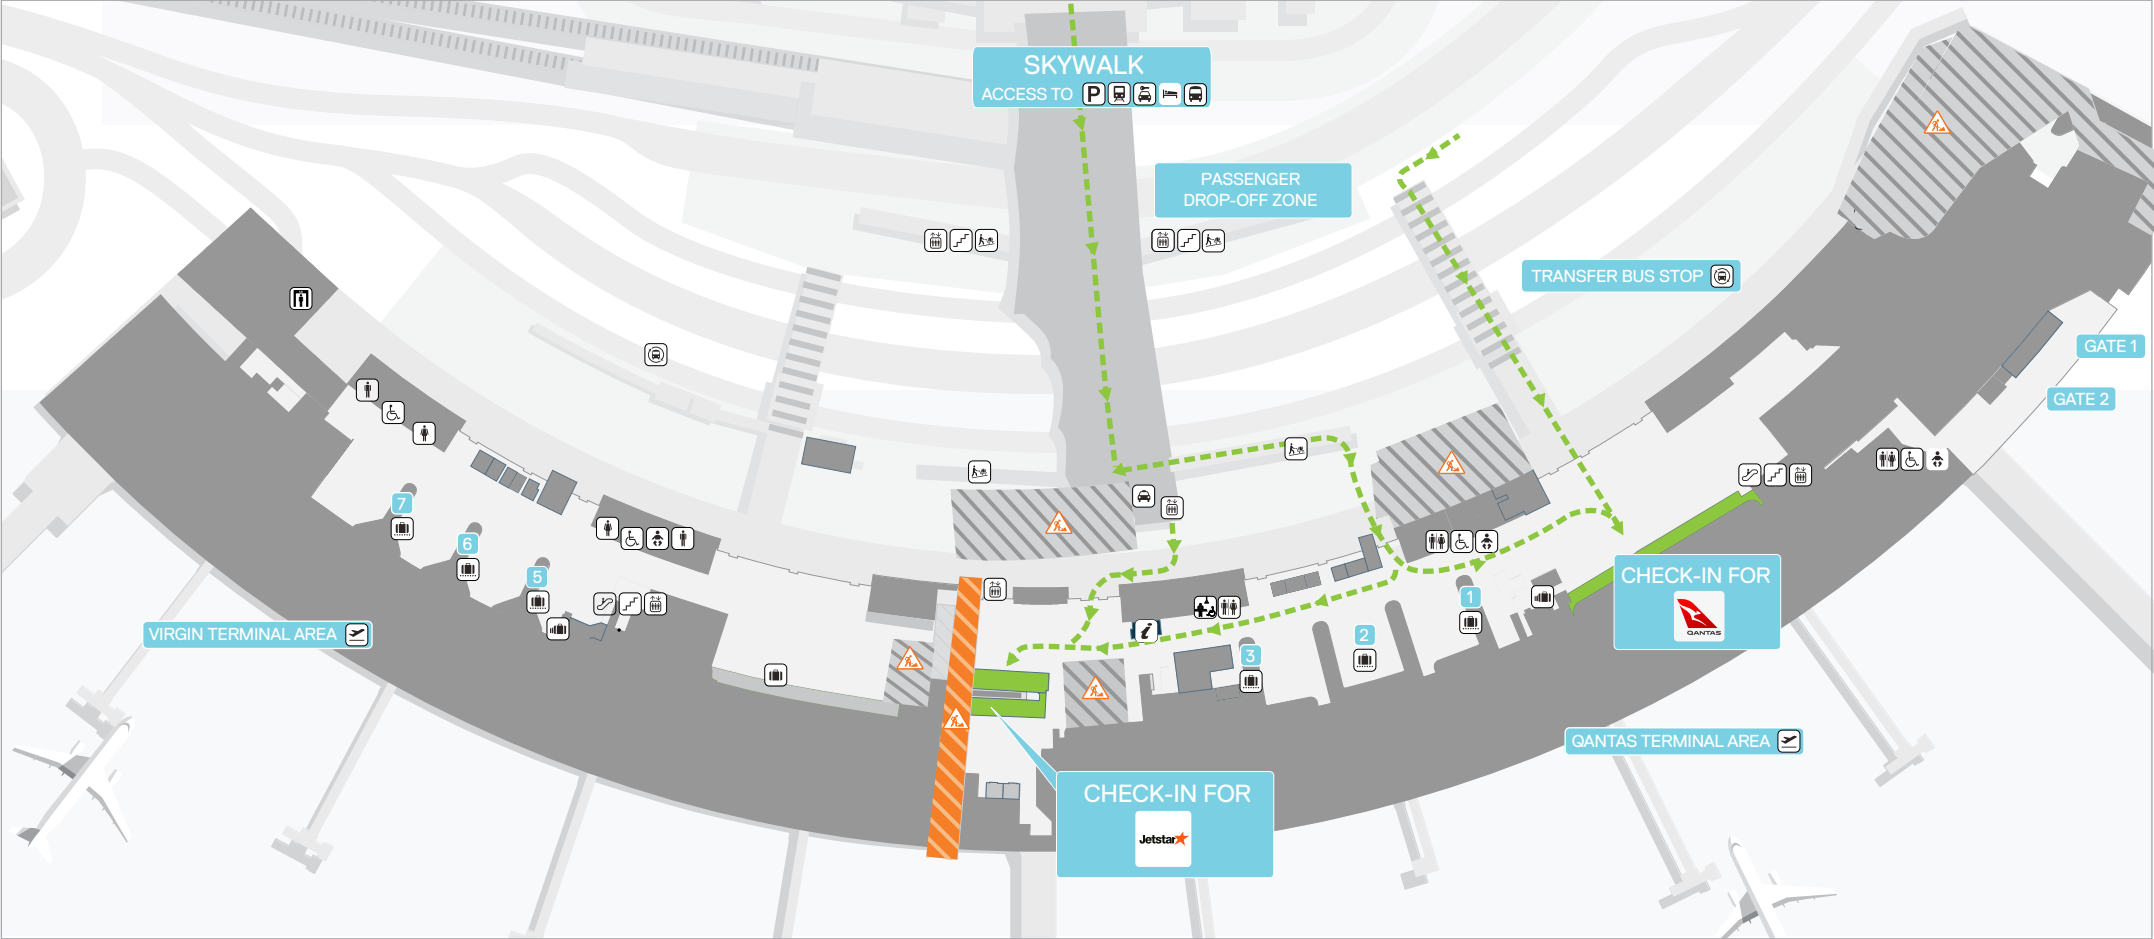 SKYWALK
ACCESS TO P
PASSENGER
DROP-OFF ZONE
TRANSFER BUS STOP
GATE 1
GATE 2
7
6
5
1
2
3
i
CHECK-IN FOR
QANTAS
VIRGIN TERMINAL AREA
QANTAS TERMINAL AREA
CHECK-IN FOR
Jetstar